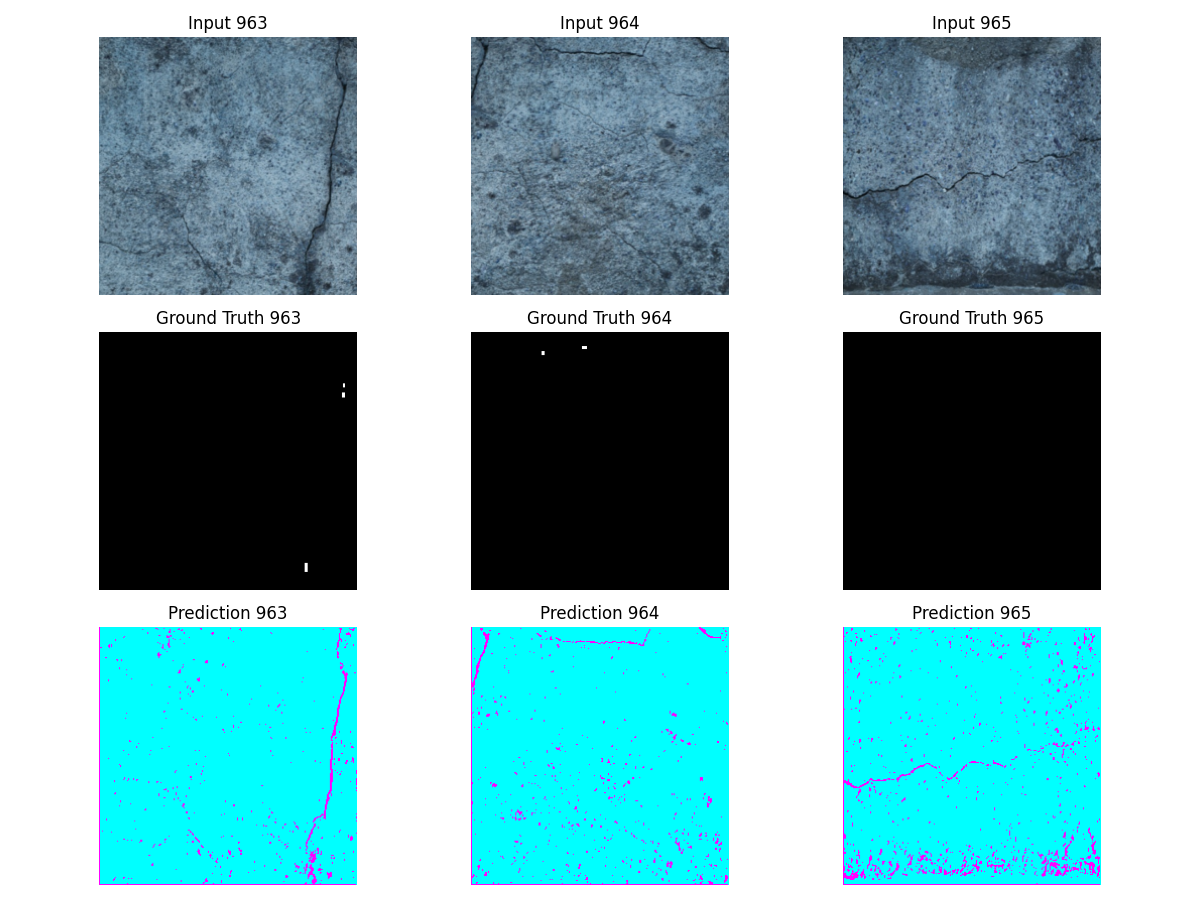 Input 963
Input 964
Input 965
Ground Truth 963
Ground Truth 964
Ground Truth 965
Prediction 963
Prediction 964
Prediction 965